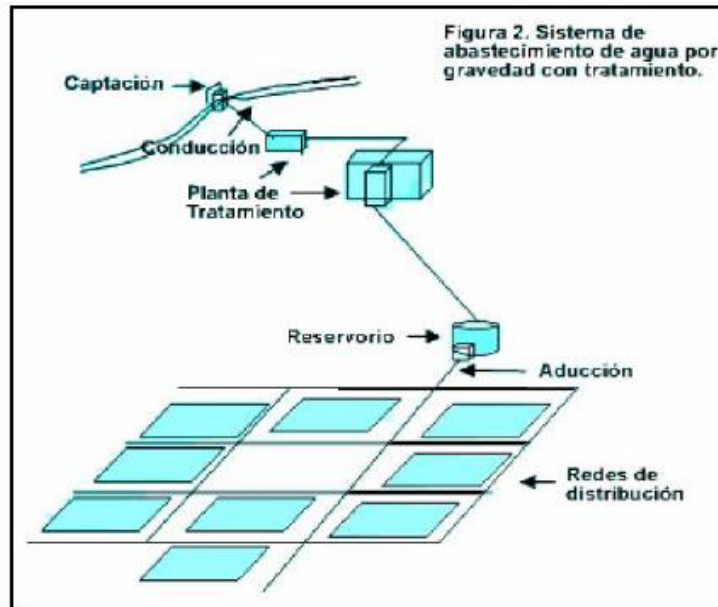 Figura 2. Sistema de
abastecimiento de agua por
gravedad con tratamiento.
Captación
Conducción
Planta de
Tratamiento
Reservorio
Aducción
Redes de
distribución